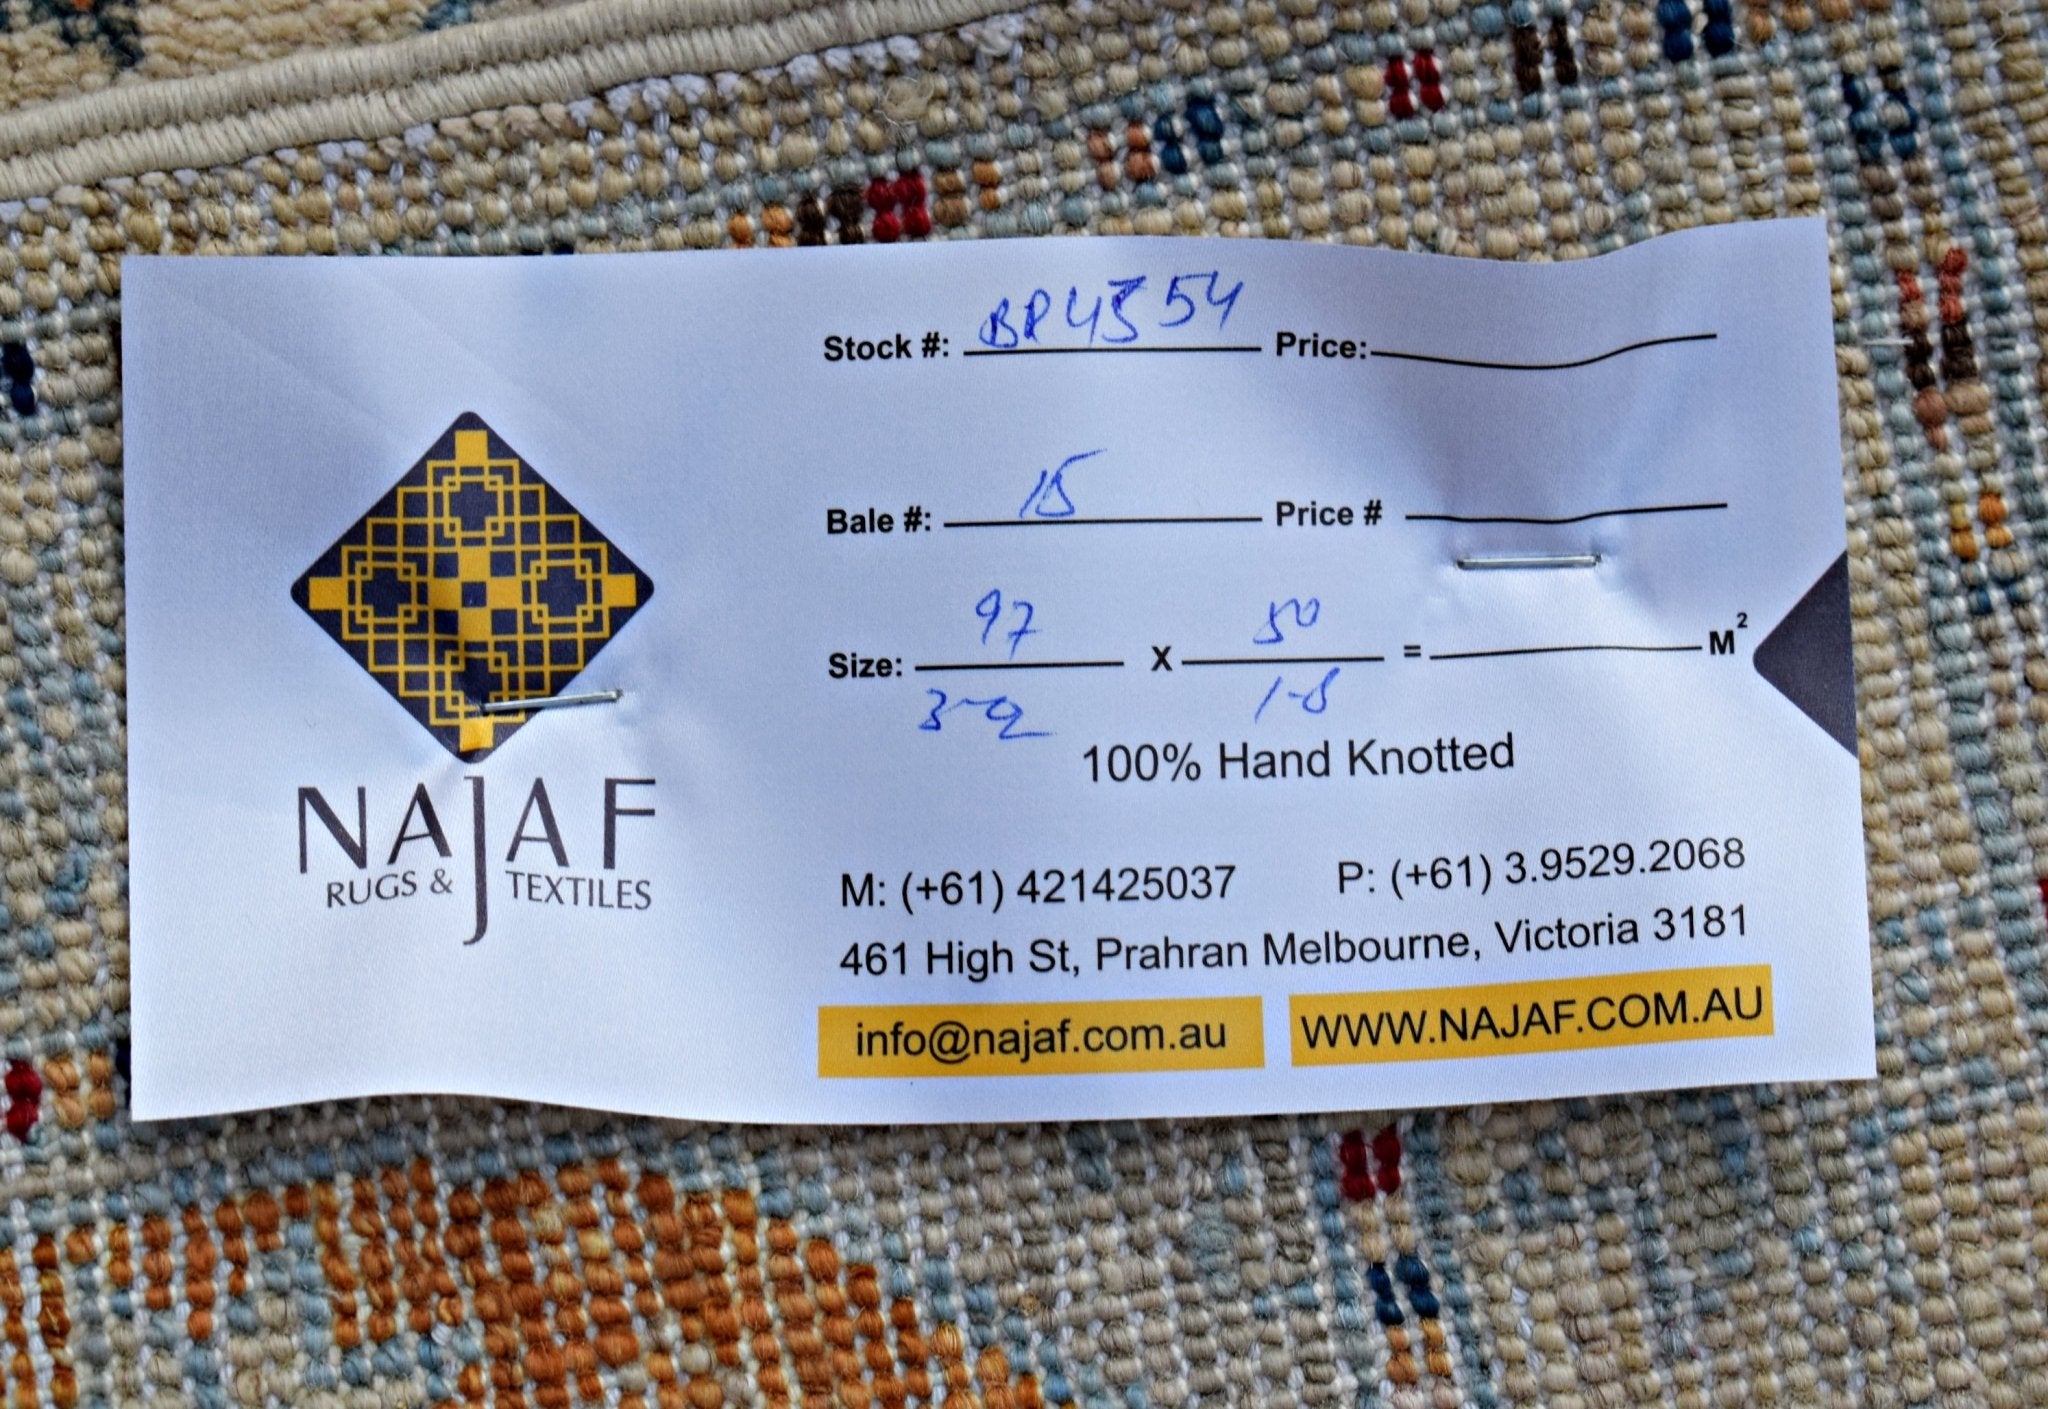 NAJAF
RUGS & TEXTILES
Stock #: BP4354 Price:
Bale #: 15 Price #
Size: 97 X 50 = M²
3-2 1-8
100% Hand Knotted
M: (+61) 421425037 P: (+61) 3.9529.2068
461 High St, Prahran Melbourne, Victoria 3181
info@najaf.com.au WWW.NAJAF.COM.AU